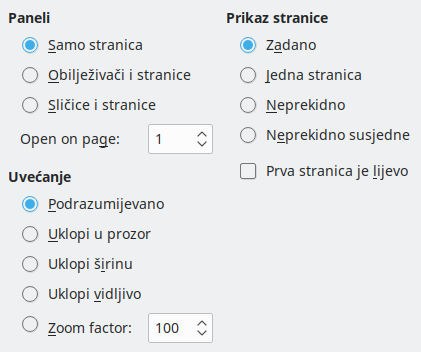 Paneli
Samo stranica
Obilježivači i stranice
Sličice i stranice
Open on page: 1
Uvećanje
Podrazumijevano
Uklopi u prozor
Uklopi širinu
Uklopi vidljivo
Zoom factor: 100
Prikaz stranice
Zadano
Jedna stranica
Neprekidno
Neprekidno susjedne
Prva stranica je lijevo